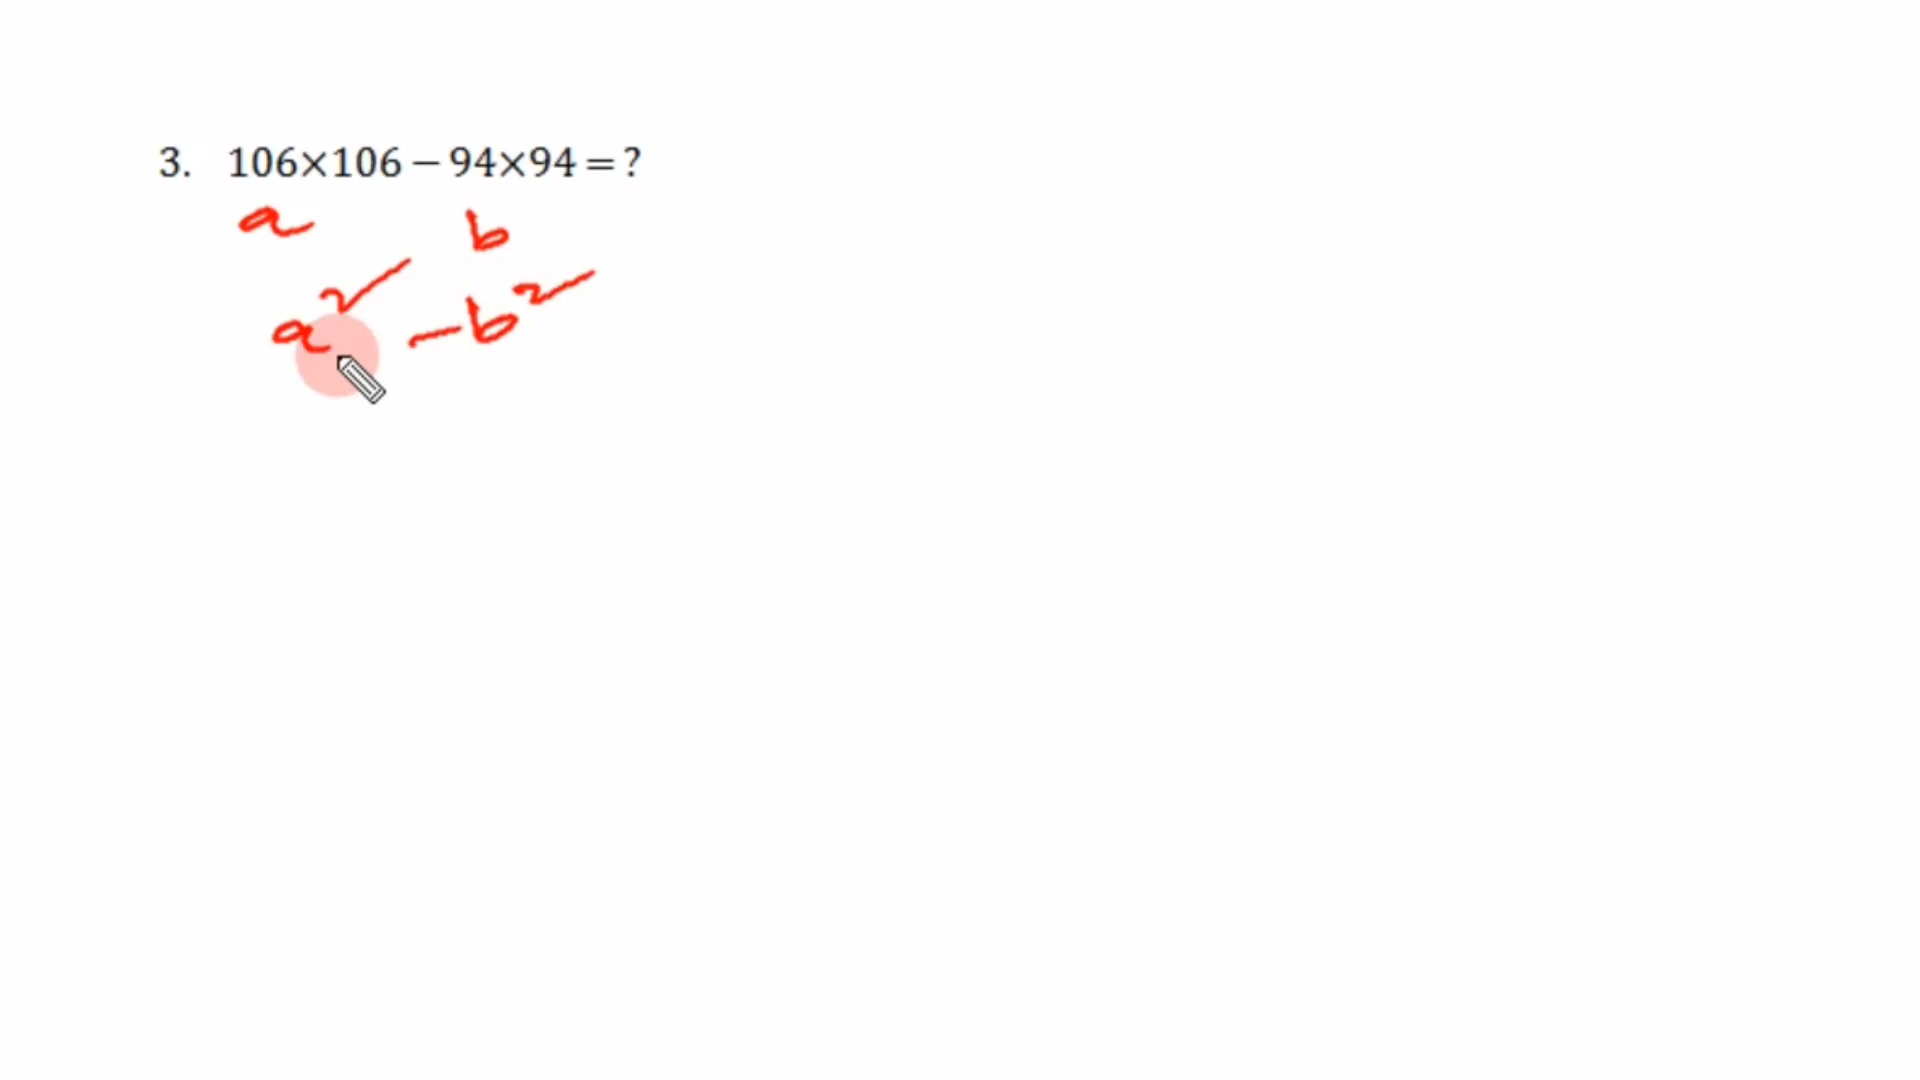 3. 106×106 − 94×94 = ?
a b
a² − b²